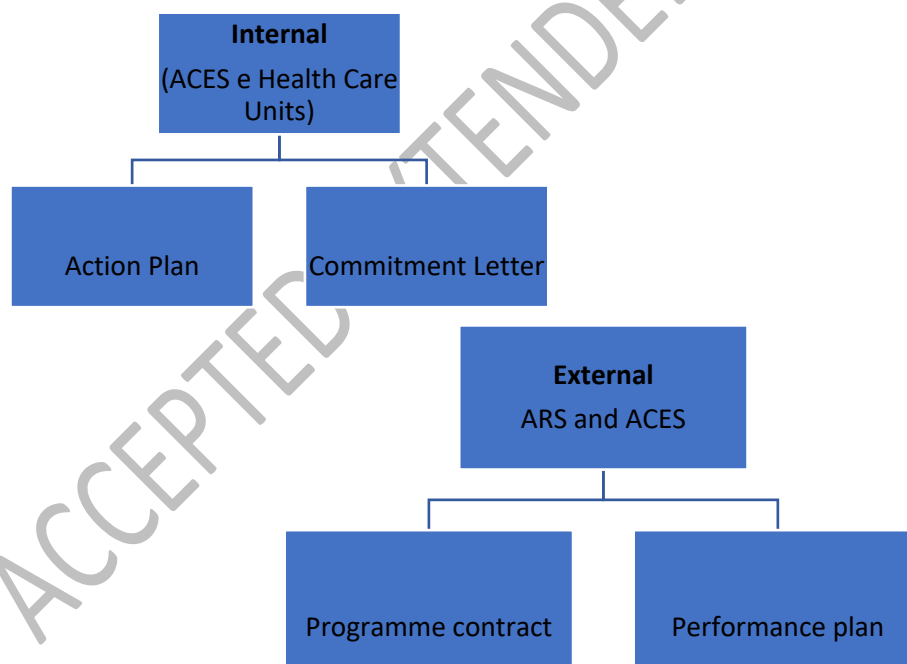 Internal
(ACES e Health Care
Units)
Action Plan
Commitment Letter
External
ARS and ACES
Programme contract
Performance plan
ACCEPTED